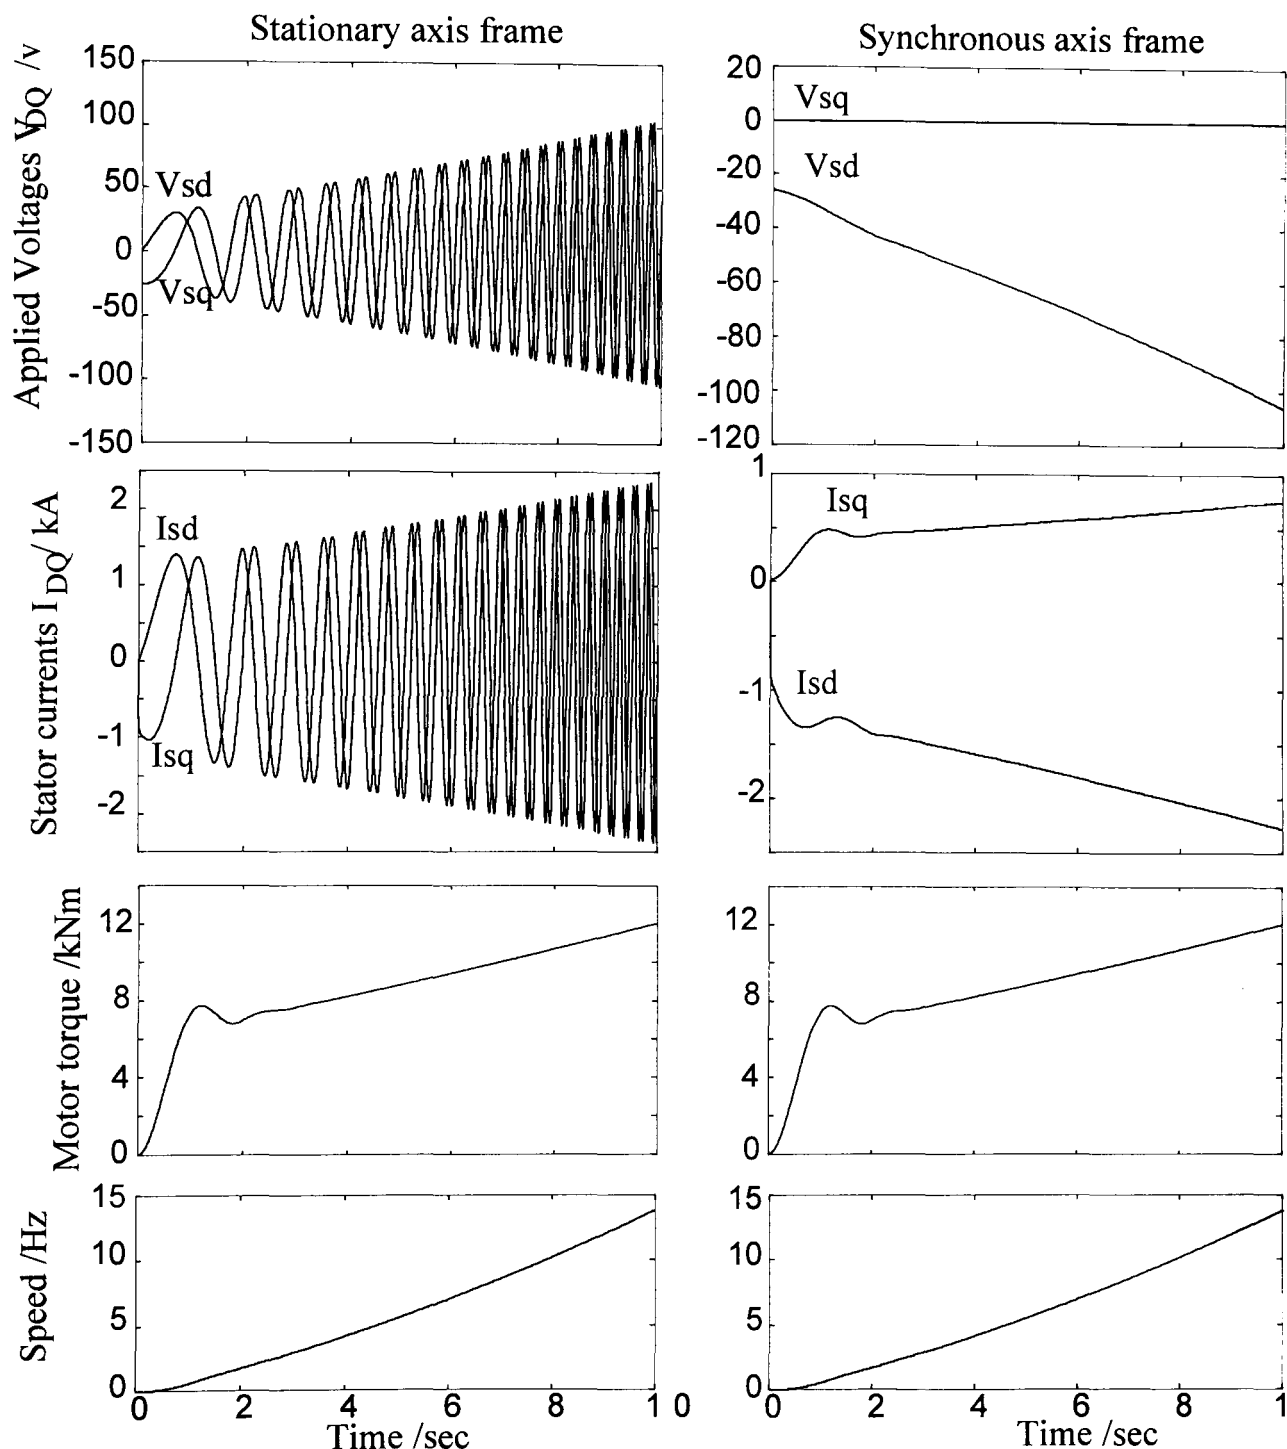 Stationary axis frame
Applied Voltages VDQ /v
150
100
50
0
-50
-100
-150
Vsd
Vsq
Synchronous axis frame
20
0
-20
-40
-60
-80
-100
-120
Vsq
Vsd
Stator currents I DQ/ kA
2
1
0
-1
-2
Isd
Isq
1
0
-1
-2
Isq
Isd
Motor torque /kNm
12
8
4
0
12
8
4
0
Speed /Hz
15
10
5
0
0 2 4 6 8 1 0
Time /sec
15
10
5
0
0 2 4 6 8 1
Time /sec